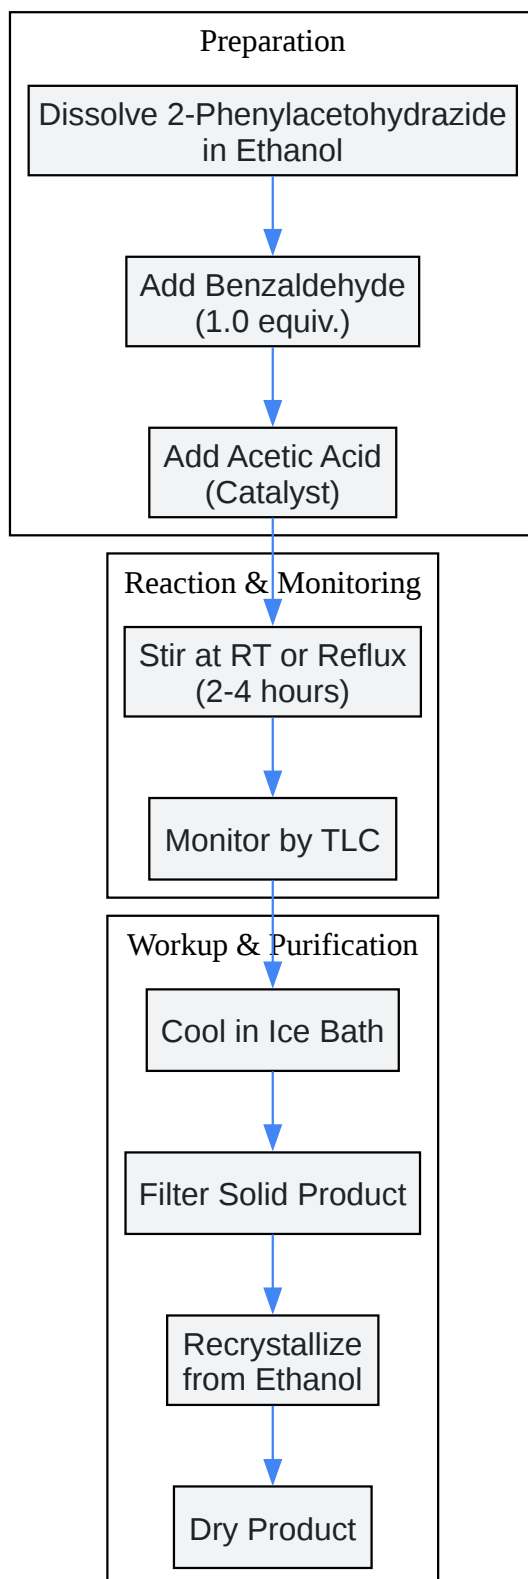 Preparation
Dissolve 2-Phenylacetohydrazide
in Ethanol
Add Benzaldehyde
(1.0 equiv.)
Add Acetic Acid
(Catalyst)
Reaction & Monitoring
Stir at RT or Reflux
(2-4 hours)
Monitor by TLC
Workup & Purification
Cool in Ice Bath
Filter Solid Product
Recrystallize
from Ethanol
Dry Product